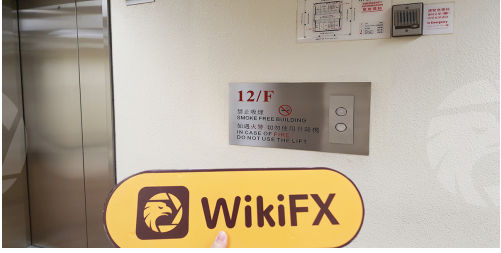 12/F
禁止吸煙
SMOKE FREE BUILDING
如遇火警 切勿使用升降機
IN CASE OF FIRE
DO NOT USE THE LIFT
WikiFX